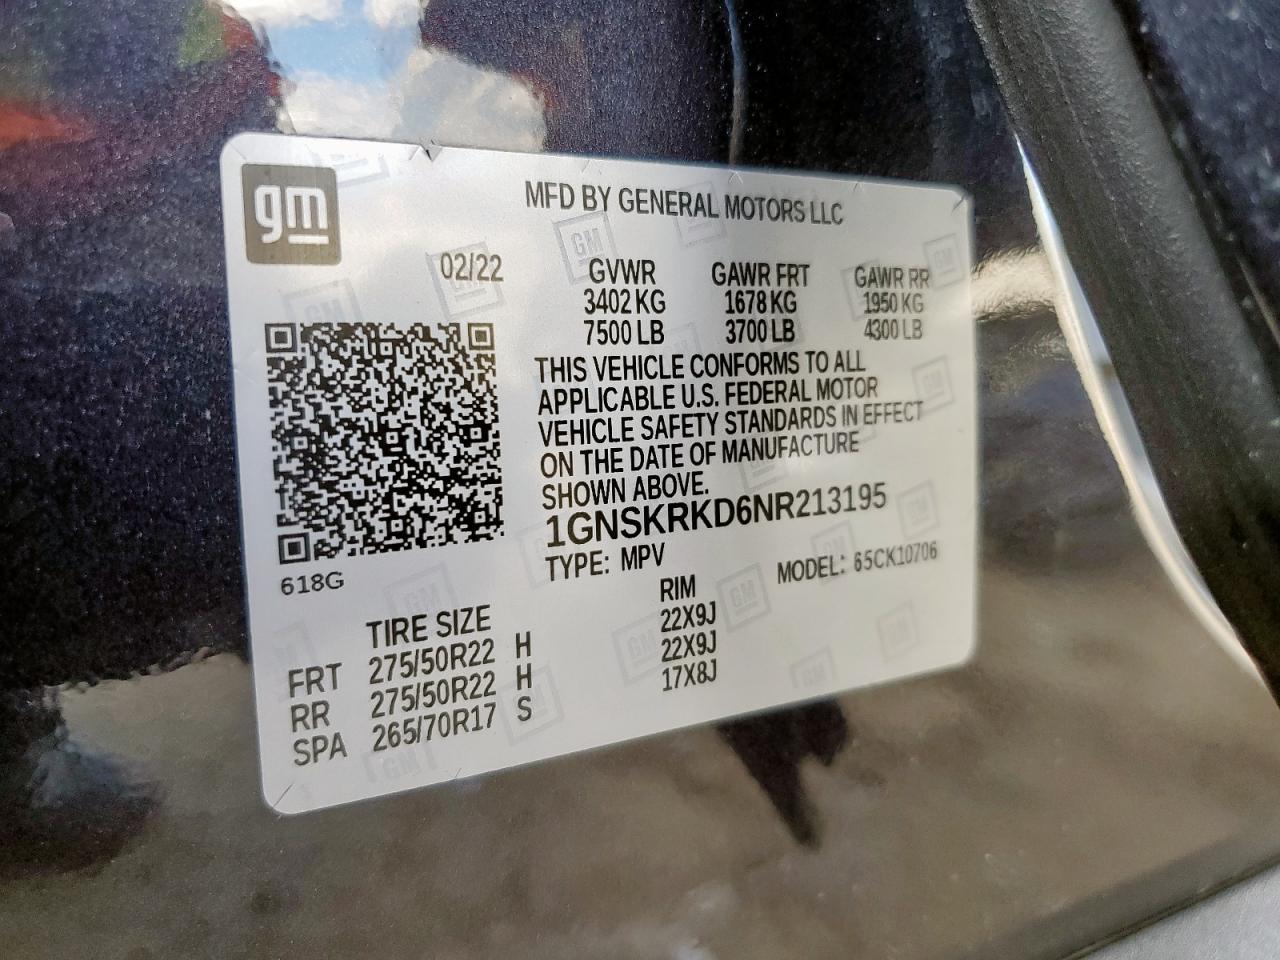 gm
MFD BY GENERAL MOTORS LLC
02/22 GVWR GAWR FRT GAWR RR
3402 KG 1678 KG 1950 KG
7500 LB 3700 LB 4300 LB
THIS VEHICLE CONFORMS TO ALL
APPLICABLE U.S. FEDERAL MOTOR
VEHICLE SAFETY STANDARDS IN EFFECT
ON THE DATE OF MANUFACTURE
SHOWN ABOVE.
1GNSKRKD6NR213195
TYPE: MPV MODEL: 65CK10706
618G
TIRE SIZE RIM
FRT 275/50R22 H 22X9J
RR 275/50R22 H 22X9J
SPA 265/70R17 S 17X8J